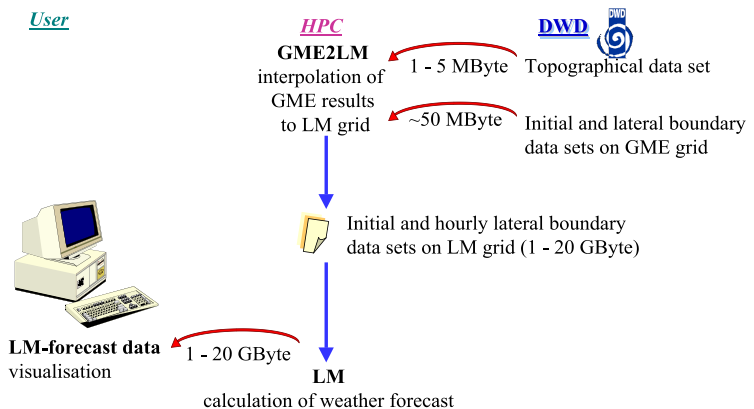 User
HPC
DWD
DWD
GME2LM
interpolation of
GME results
to LM grid
1 - 5 MByte
Topographical data set
~50 MByte
Initial and lateral boundary
data sets on GME grid
Initial and hourly lateral boundary
data sets on LM grid (1 - 20 GByte)
LM-forecast data
visualisation
1 - 20 GByte
LM
calculation of weather forecast